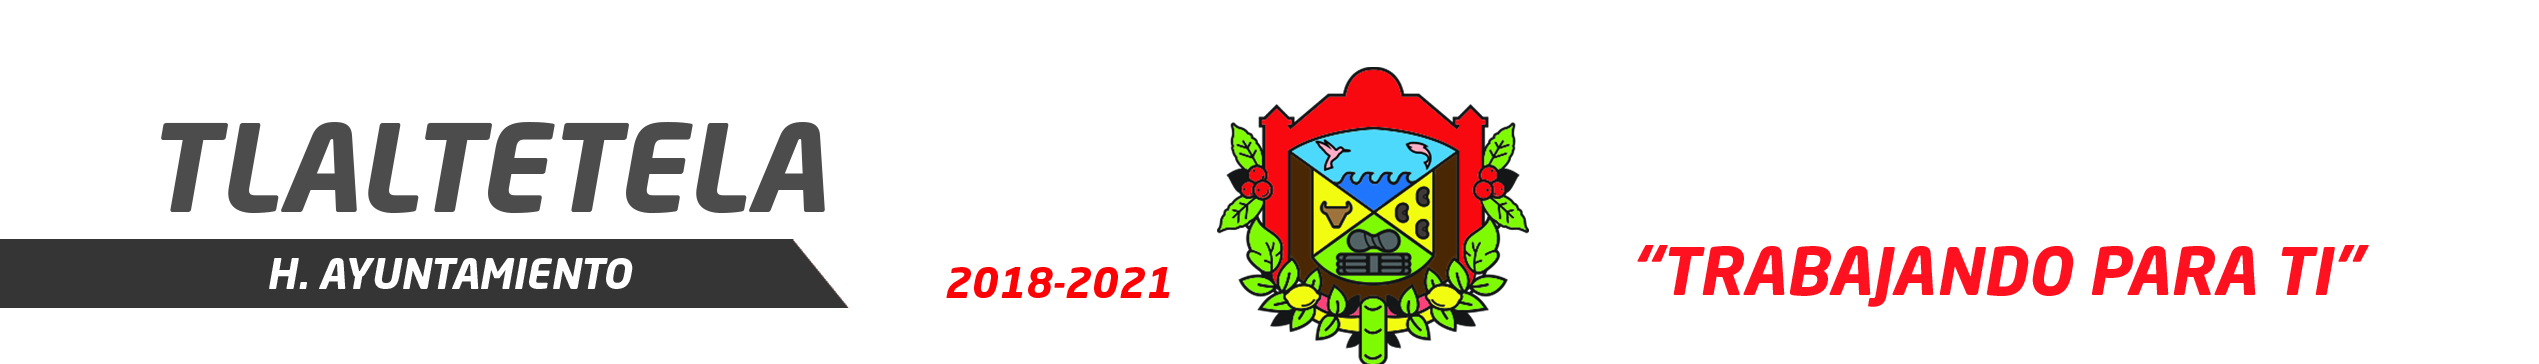 TLALTETELA
H. AYUNTAMIENTO
2018-2021
“TRABAJANDO PARA TI”